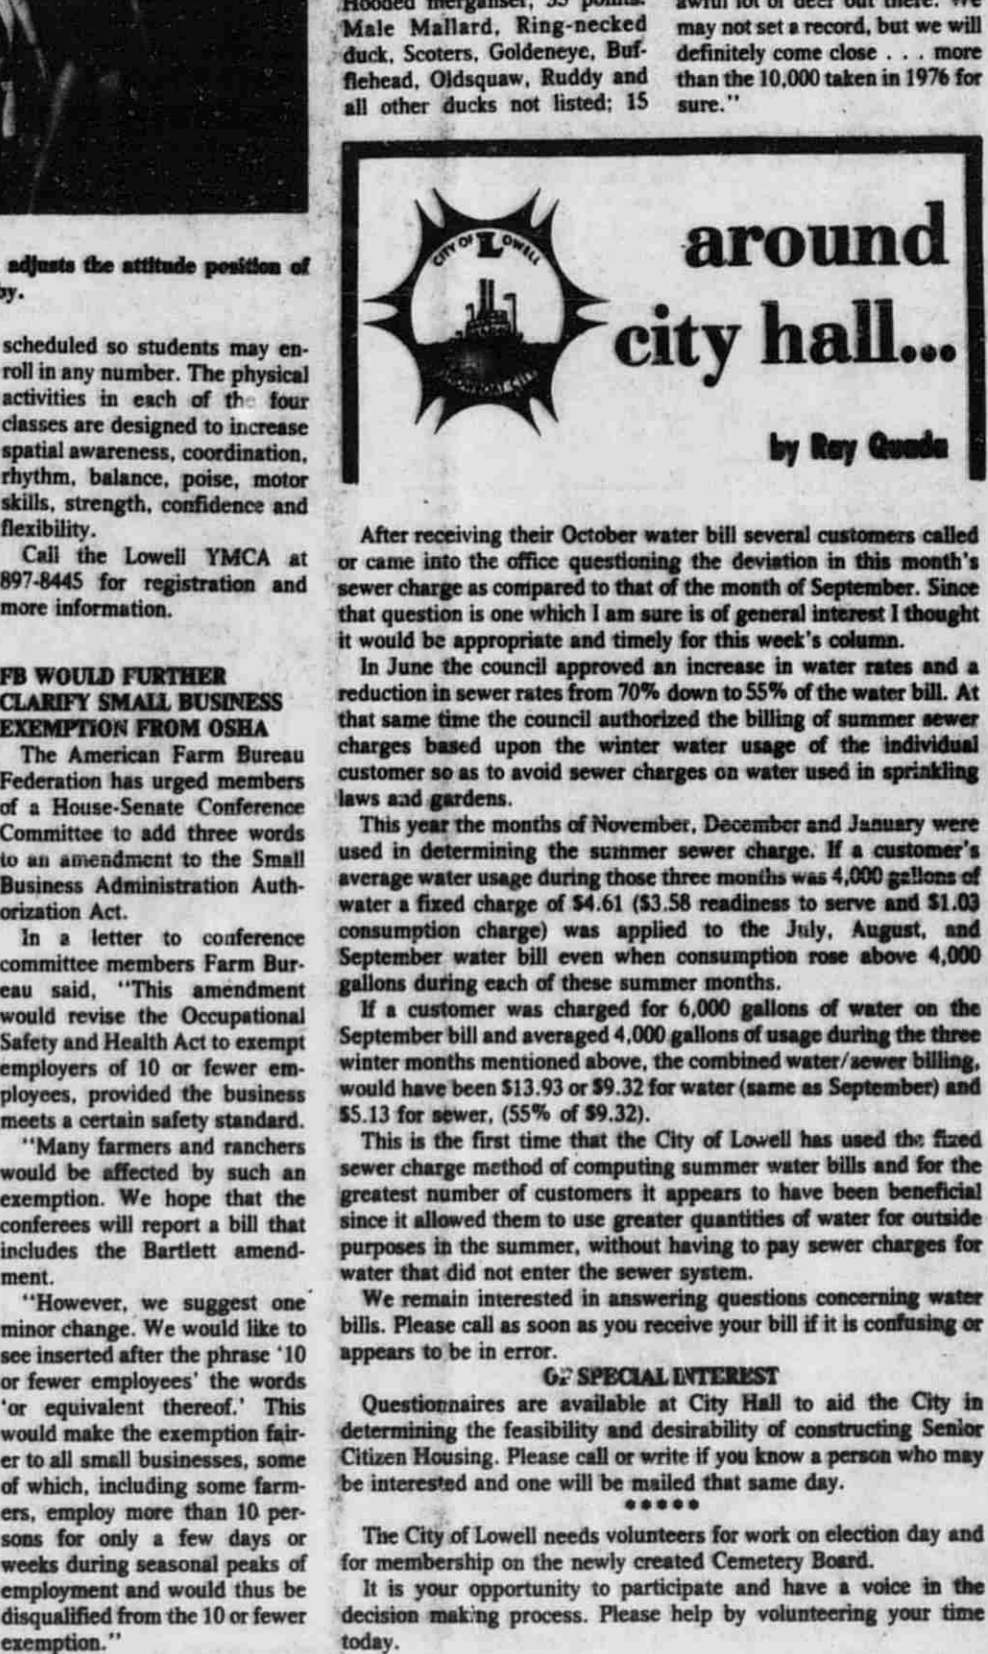 adjusts the attitude position of
by.
scheduled so students may en-
roll in any number. The physical
activities in each of the four
classes are designed to increase
spatial awareness, coordination,
rhythm, balance, poise, motor
skills, strength, confidence and
flexibility.
Call the Lowell YMCA at
897-8445 for registration and
more information.
FB WOULD FURTHER
CLARIFY SMALL BUSINESS
EXEMPTION FROM OSHA
The American Farm Bureau
Federation has urged members
of a House-Senate Conference
Committee to add three words
to an amendment to the Small
Business Administration Auth-
orization Act.
In a letter to conference
committee members Farm Bur-
eau said, "This amendment
would revise the Occupational
Safety and Health Act to exempt
employers of 10 or fewer em-
ployees, provided the business
meets a certain safety standard.
"Many farmers and ranchers
would be affected by such an
exemption. We hope that the
conferees will report a bill that
includes the Bartlett amend-
ment.
"However, we suggest one
minor change. We would like to
see inserted after the phrase '10
or fewer employees' the words
'or equivalent thereof.' This
would make the exemption fair-
er to all small businesses, some
of which, including some farm-
ers, employ more than 10 per-
sons for only a few days or
weeks during seasonal peaks of
employment and would thus be
disqualified from the 10 or fewer
exemption."
Hooded merganser, 35 points.
Male Mallard, Ring-necked
duck, Scoters, Goldeneye, Buf-
flehead, Oldsquaw, Ruddy and
all other ducks not listed; 15
awful lot of deer out there. We
may not set a record, but we will
definitely come close . . . more
than the 10,000 taken in 1976 for
sure."
CITY OF LOWELL
around
city hall...
by Ray Quada
After receiving their October water bill several customers called
or came into the office questioning the deviation in this month's
sewer charge as compared to that of the month of September. Since
that question is one which I am sure is of general interest I thought
it would be appropriate and timely for this week's column.
In June the council approved an increase in water rates and a
reduction in sewer rates from 70% down to 55% of the water bill. At
that same time the council authorized the billing of summer sewer
charges based upon the winter water usage of the individual
customer so as to avoid sewer charges on water used in sprinkling
laws and gardens.
This year the months of November, December and January were
used in determining the summer sewer charge. If a customer's
average water usage during those three months was 4,000 gallons of
water a fixed charge of $4.61 ($3.58 readiness to serve and $1.03
consumption charge) was applied to the July, August, and
September water bill even when consumption rose above 4,000
gallons during each of these summer months.
If a customer was charged for 6,000 gallons of water on the
September bill and averaged 4,000 gallons of usage during the three
winter months mentioned above, the combined water/sewer billing,
would have been $13.93 or $9.32 for water (same as September) and
$5.13 for sewer, (55% of $9.32).
This is the first time that the City of Lowell has used the fixed
sewer charge method of computing summer water bills and for the
greatest number of customers it appears to have been beneficial
since it allowed them to use greater quantities of water for outside
purposes in the summer, without having to pay sewer charges for
water that did not enter the sewer system.
We remain interested in answering questions concerning water
bills. Please call as soon as you receive your bill if it is confusing or
appears to be in error.
OF SPECIAL INTEREST
Questionnaires are available at City Hall to aid the City in
determining the feasibility and desirability of constructing Senior
Citizen Housing. Please call or write if you know a person who may
be interested and one will be mailed that same day.
*****
The City of Lowell needs volunteers for work on election day and
for membership on the newly created Cemetery Board.
It is your opportunity to participate and have a voice in the
decision making process. Please help by volunteering your time
today.